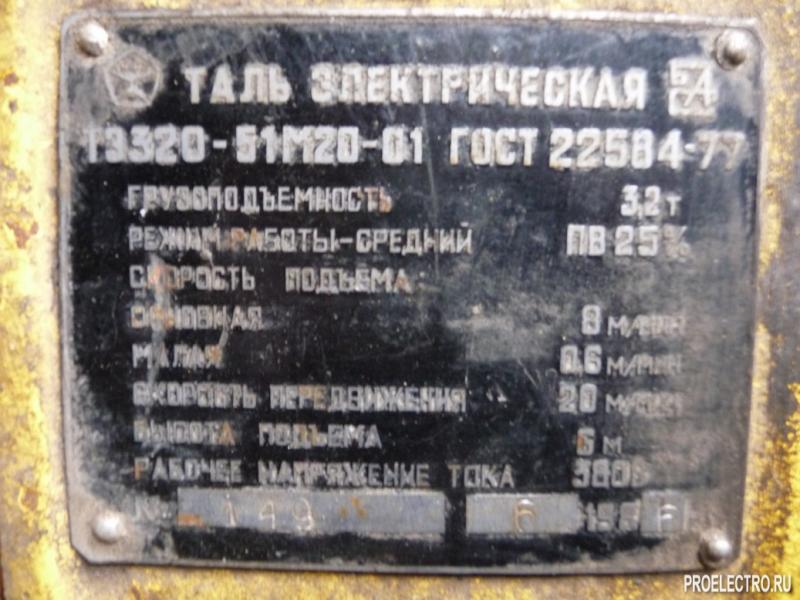 ТАЛЬ ЭЛЕКТРИЧЕСКАЯ
ТЭ320-51М20-01 ГОСТ 22584-77
ГРУЗОПОДЪЕМНОСТЬ 3,2 т
РЕЖИМ РАБОТЫ-СРЕДНИЙ ПВ 25%
СКОРОСТЬ ПОДЪЕМА:
ОСНОВНАЯ 8 м/мин
МАЛАЯ 0,6 м/мин
СКОРОСТЬ ПЕРЕДВИЖЕНИЯ 20 м/мин
ВЫСОТА ПОДЪЕМА 6 м
РАБОЧЕЕ НАПРЯЖЕНИЕ ТОКА 380В
№ 149 6
PROELECTRO.RU